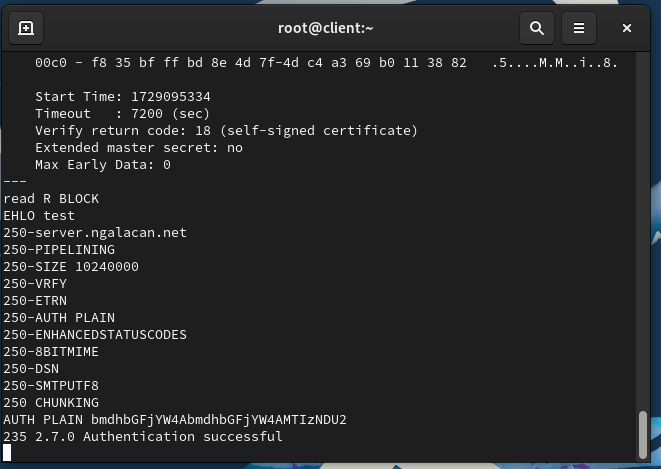 root@client:~
00c0 - f8 35 bf ff bd 8e 4d 7f-4d c4 a3 69 b0 11 38 82   .5....M.M..i..8.
Start Time: 1729095334
Timeout   : 7200 (sec)
Verify return code: 18 (self-signed certificate)
Extended master secret: no
Max Early Data: 0
---
read R BLOCK
EHLO test
250-server.ngalacan.net
250-PIPELINING
250-SIZE 10240000
250-VRFY
250-ETRN
250-AUTH PLAIN
250-ENHANCEDSTATUSCODES
250-8BITMIME
250-DSN
250-SMTPUTF8
250 CHUNKING
AUTH PLAIN bmdhbGFjYW4AbmdhbGFjYW4AMTIzNDU2
235 2.7.0 Authentication successful